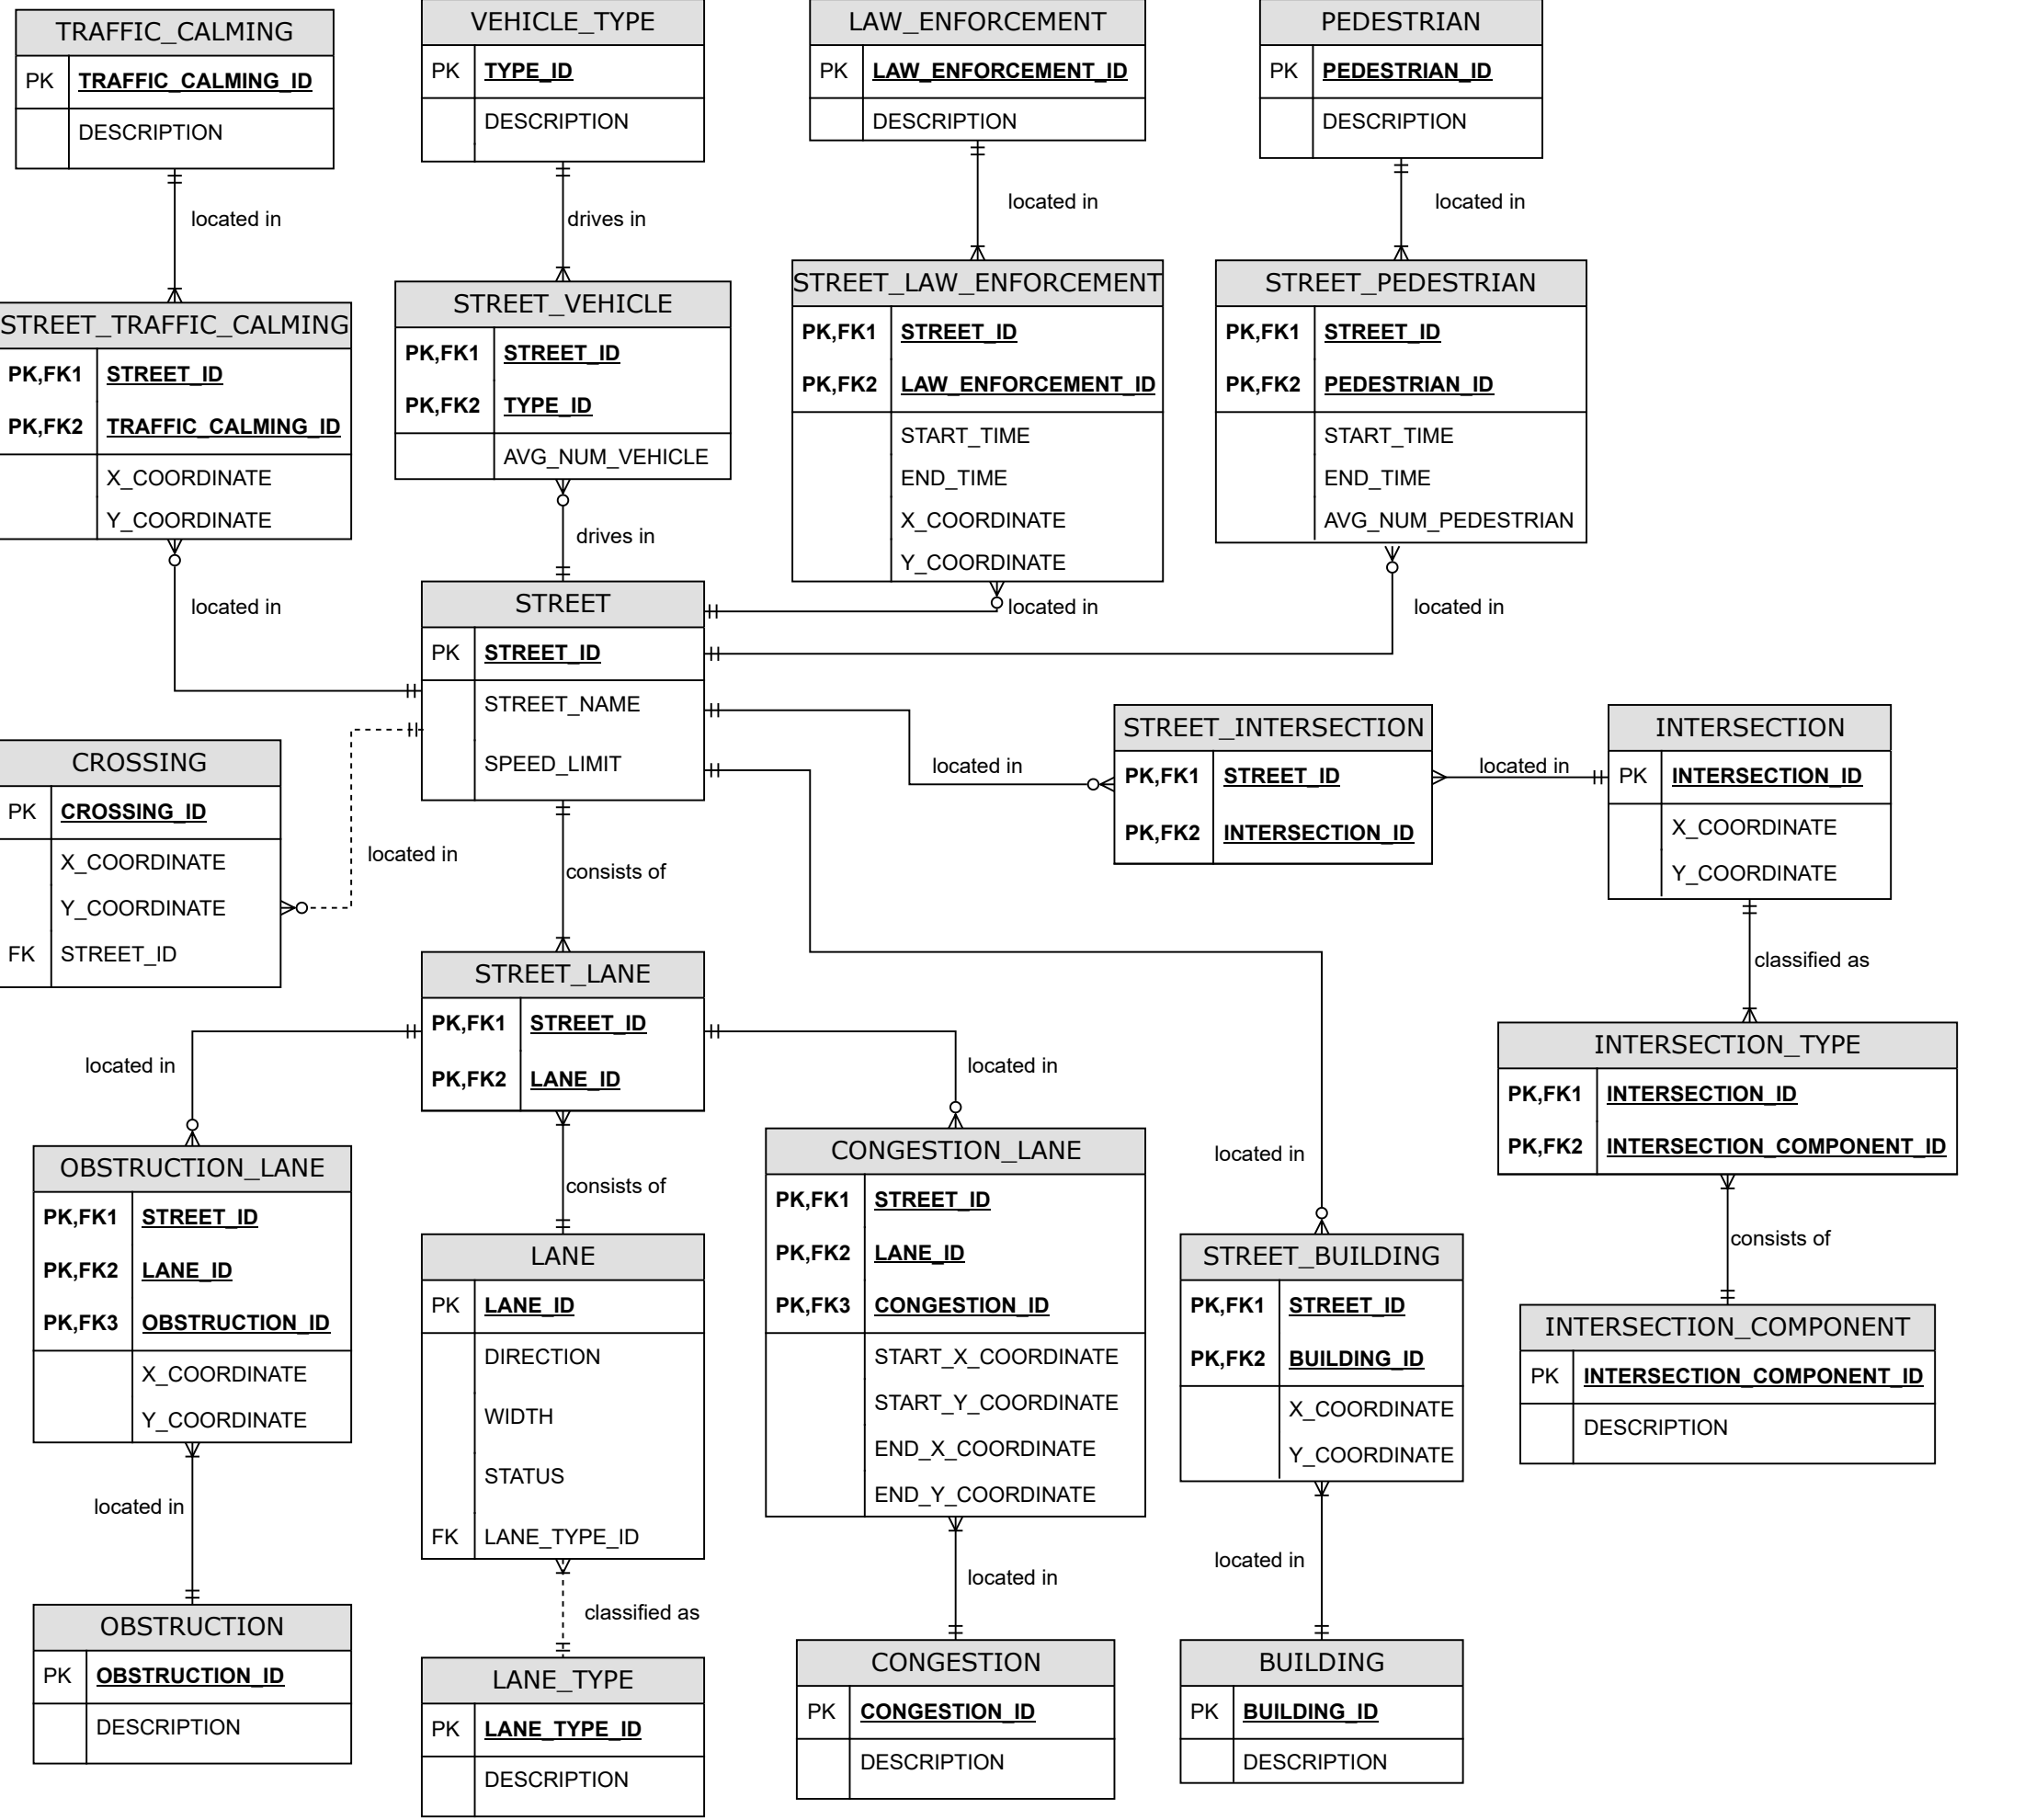 TRAFFIC_CALMING
PK TRAFFIC_CALMING_ID
DESCRIPTION
VEHICLE_TYPE
PK TYPE_ID
DESCRIPTION
LAW_ENFORCEMENT
PK LAW_ENFORCEMENT_ID
DESCRIPTION
PEDESTRIAN
PK PEDESTRIAN_ID
DESCRIPTION
located in
drives in
located in
located in
STREET_TRAFFIC_CALMING
PK,FK1 STREET_ID
PK,FK2 TRAFFIC_CALMING_ID
X_COORDINATE
Y_COORDINATE
STREET_VEHICLE
PK,FK1 STREET_ID
PK,FK2 TYPE_ID
AVG_NUM_VEHICLE
STREET_LAW_ENFORCEMENT
PK,FK1 STREET_ID
PK,FK2 LAW_ENFORCEMENT_ID
START_TIME
END_TIME
X_COORDINATE
Y_COORDINATE
STREET_PEDESTRIAN
PK,FK1 STREET_ID
PK,FK2 PEDESTRIAN_ID
START_TIME
END_TIME
AVG_NUM_PEDESTRIAN
located in
drives in
located in
located in
STREET
PK STREET_ID
STREET_NAME
SPEED_LIMIT
CROSSING
PK CROSSING_ID
X_COORDINATE
Y_COORDINATE
FK STREET_ID
located in
consists of
located in
STREET_INTERSECTION
PK,FK1 STREET_ID
PK,FK2 INTERSECTION_ID
located in
INTERSECTION
PK INTERSECTION_ID
X_COORDINATE
Y_COORDINATE
classified as
STREET_LANE
PK,FK1 STREET_ID
PK,FK2 LANE_ID
located in
located in
consists of
located in
INTERSECTION_TYPE
PK,FK1 INTERSECTION_ID
PK,FK2 INTERSECTION_COMPONENT_ID
consists of
OBSTRUCTION_LANE
PK,FK1 STREET_ID
PK,FK2 LANE_ID
PK,FK3 OBSTRUCTION_ID
X_COORDINATE
Y_COORDINATE
LANE
PK LANE_ID
DIRECTION
WIDTH
STATUS
FK LANE_TYPE_ID
CONGESTION_LANE
PK,FK1 STREET_ID
PK,FK2 LANE_ID
PK,FK3 CONGESTION_ID
START_X_COORDINATE
START_Y_COORDINATE
END_X_COORDINATE
END_Y_COORDINATE
STREET_BUILDING
PK,FK1 STREET_ID
PK,FK2 BUILDING_ID
X_COORDINATE
Y_COORDINATE
INTERSECTION_COMPONENT
PK INTERSECTION_COMPONENT_ID
DESCRIPTION
located in
classified as
located in
located in
OBSTRUCTION
PK OBSTRUCTION_ID
DESCRIPTION
LANE_TYPE
PK LANE_TYPE_ID
DESCRIPTION
CONGESTION
PK CONGESTION_ID
DESCRIPTION
BUILDING
PK BUILDING_ID
DESCRIPTION